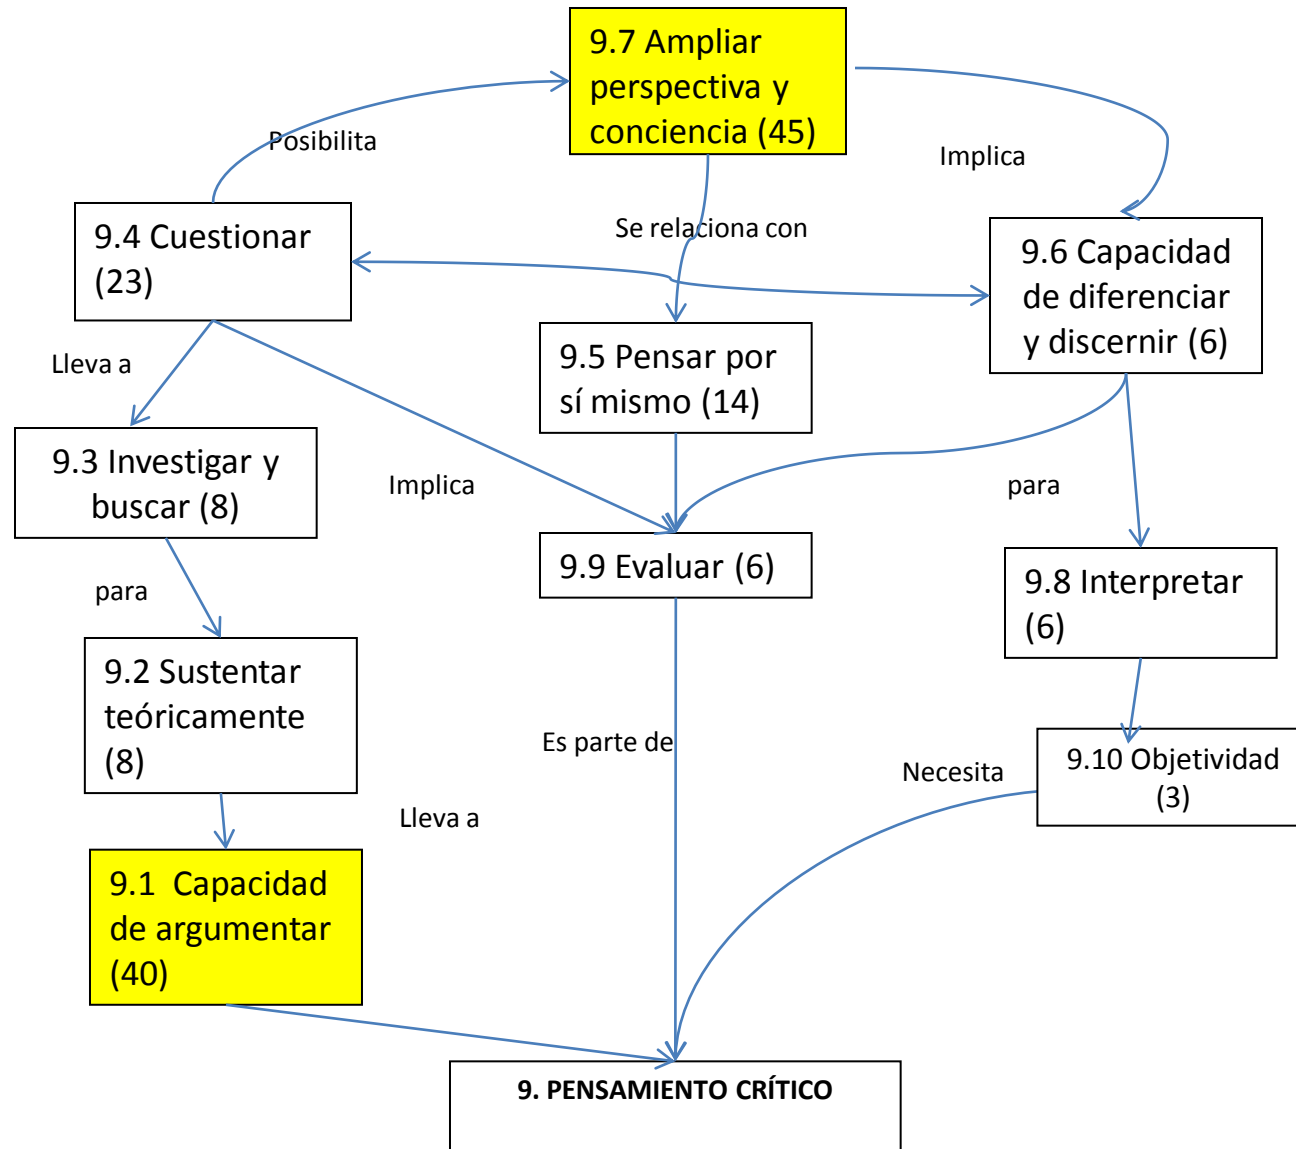 9.7 Ampliar
perspectiva y
conciencia (45)
Posibilita
Implica
9.4 Cuestionar
(23)
Se relaciona con
9.6 Capacidad
de diferenciar
y discernir (6)
Lleva a
9.5 Pensar por
sí mismo (14)
9.3 Investigar y
buscar (8)
Implica
para
9.9 Evaluar (6)
9.8 Interpretar
(6)
para
9.2 Sustentar
teóricamente
(8)
Es parte de
Necesita
9.10 Objetividad
(3)
Lleva a
9.1 Capacidad
de argumentar
(40)
9. PENSAMIENTO CRÍTICO